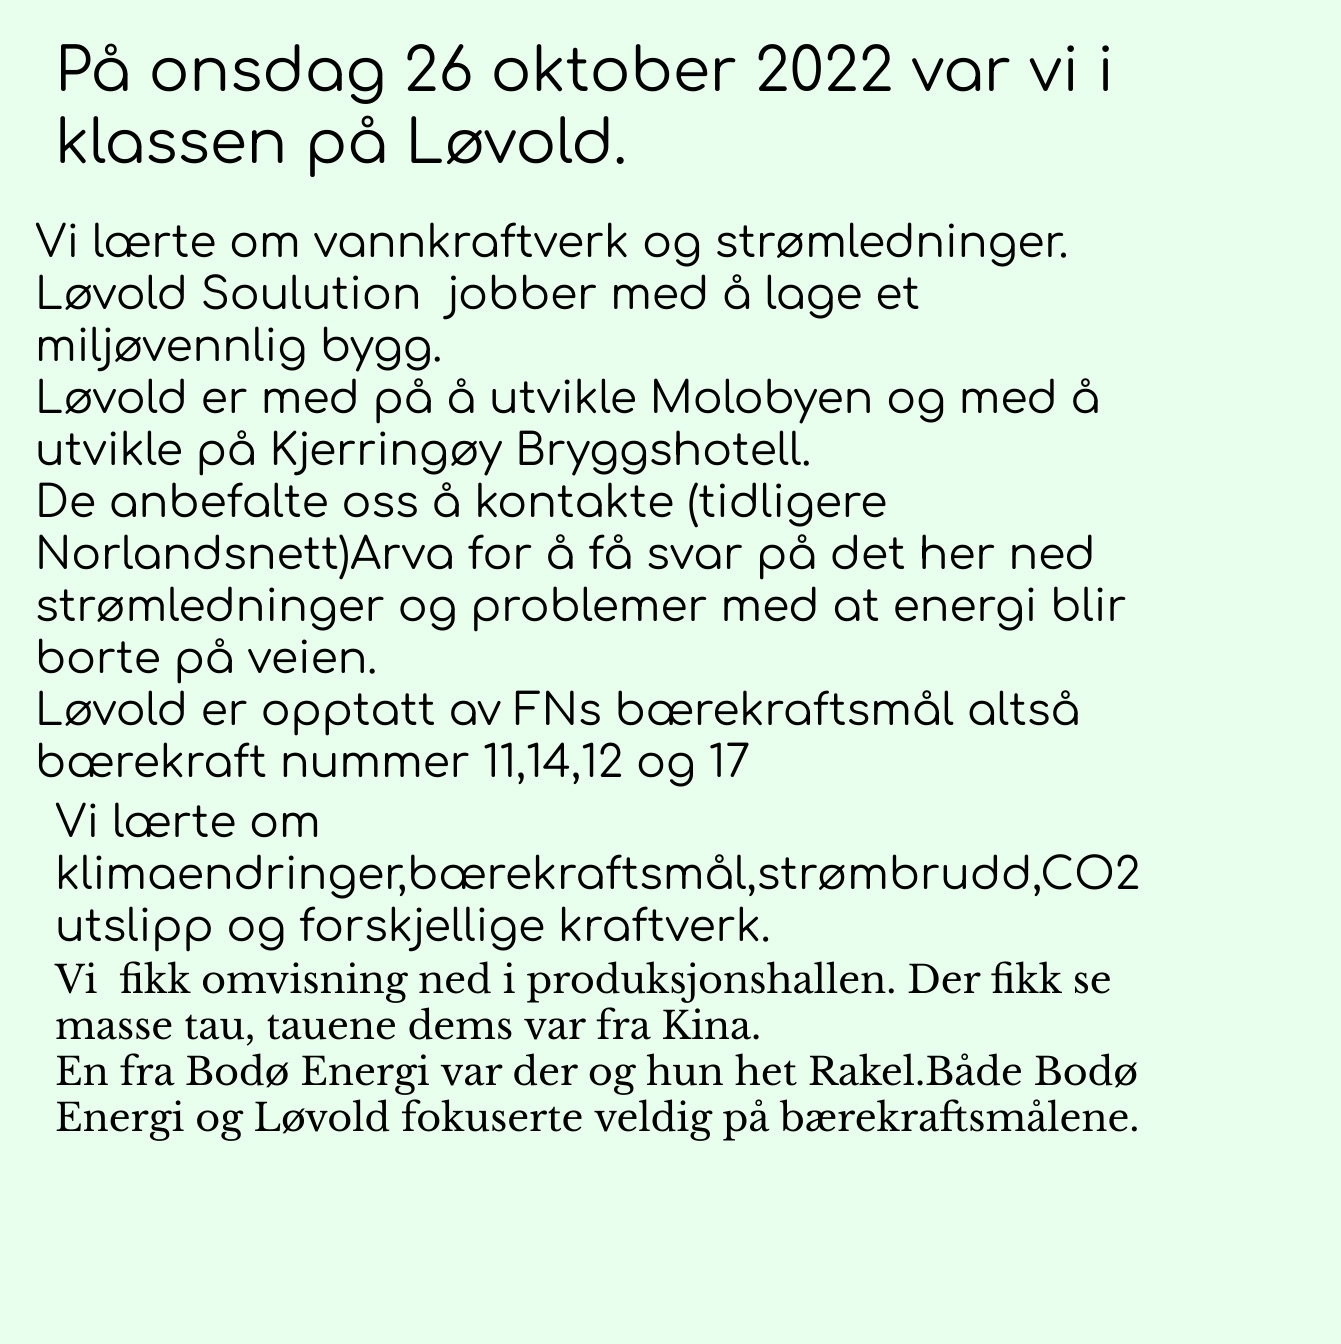 På onsdag 26 oktober 2022 var vi i
klassen på Løvold.
Vi lærte om vannkraftverk og strømledninger.
Løvold Soulution  jobber med å lage et
miljøvennlig bygg.
Løvold er med på å utvikle Molobyen og med å
utvikle på Kjerringøy Bryggshotell.
De anbefalte oss å kontakte (tidligere
Norlandsnett)Arva for å få svar på det her ned
strømledninger og problemer med at energi blir
borte på veien.
Løvold er opptatt av FNs bærekraftsmål altså
bærekraft nummer 11,14,12 og 17
Vi lærte om
klimaendringer,bærekraftsmål,strømbrudd,CO2
utslipp og forskjellige kraftverk.
Vi  fikk omvisning ned i produksjonshallen. Der fikk se
masse tau, tauene dems var fra Kina.
En fra Bodø Energi var der og hun het Rakel.Både Bodø
Energi og Løvold fokuserte veldig på bærekraftsmålene.